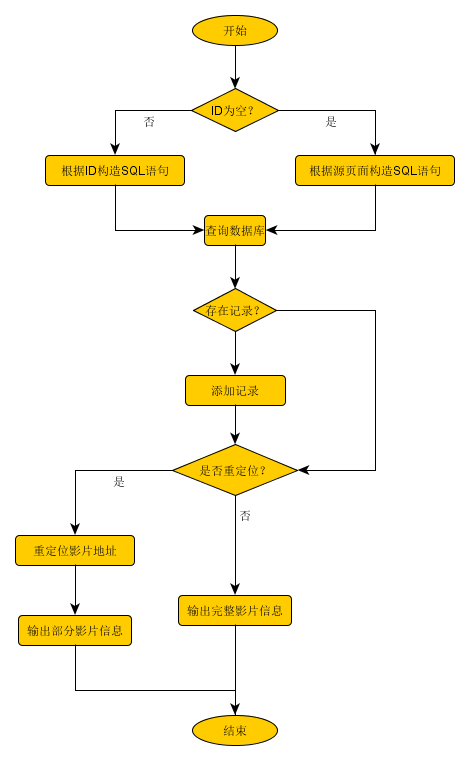 开始
ID为空?
否
是
根据ID构造SQL语句
根据源页面构造SQL语句
查询数据库
存在记录?
添加记录
是否重定位?
是
否
重定位影片地址
输出完整影片信息
输出部分影片信息
结束